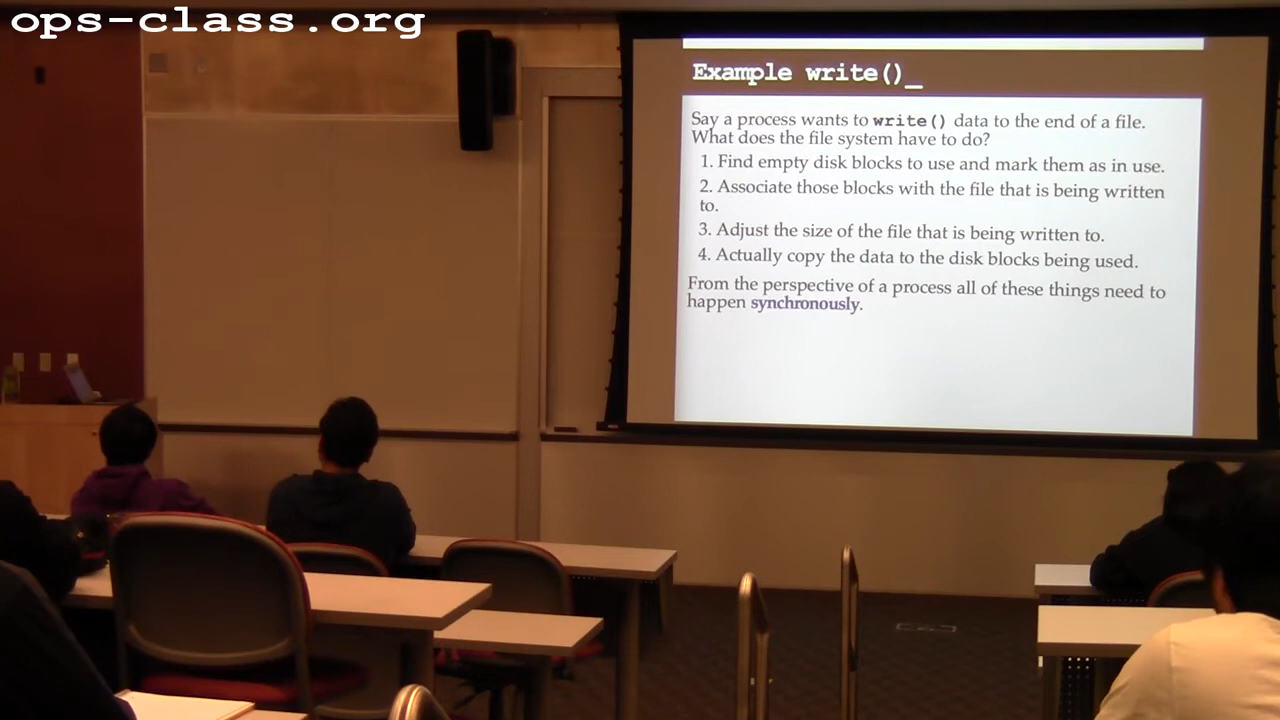 ops-class.org
Example write()_
Say a process wants to write() data to the end of a file.
What does the file system have to do?
1. Find empty disk blocks to use and mark them as in use.
2. Associate those blocks with the file that is being written
to.
3. Adjust the size of the file that is being written to.
4. Actually copy the data to the disk blocks being used.
From the perspective of a process all of these things need to
happen synchronously.